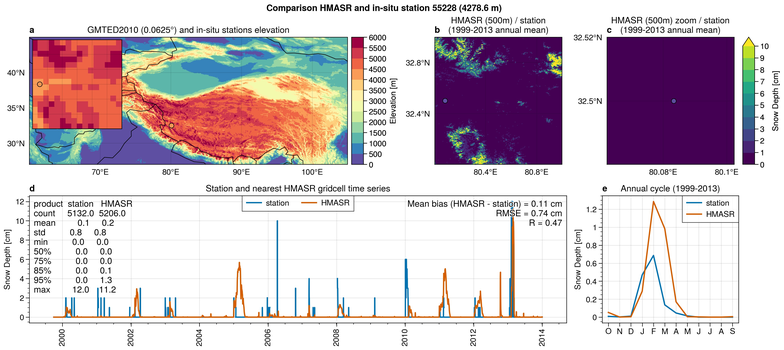 Comparison HMASR and in-situ station 55228 (4278.6 m)
a GMTED2010 (0.0625°) and in-situ stations elevation
40°N
35°N
30°N
70°E 80°E 90°E 100°E
6000
5500
5000
4500
4000
3500
3000
2500
2000
1500
1000
500
0
Elevation [m]
b HMASR (500m) / station
(1999-2013 annual mean)
32.8°N
32.4°N
80.4°E 80.8°E
c HMASR (500m) zoom / station
(1999-2013 annual mean)
32.52°N
32.5°N
80.08°E 80.1°E
10
9
8
7
6
5
4
3
2
1
0
Snow Depth [cm]
d Station and nearest HMASR gridcell time series
product station HMASR
count 5132.0 5206.0
mean 0.1 0.2
std 0.8 0.8
min 0.0 0.0
50% 0.0 0.0
75% 0.0 0.0
85% 0.0 0.1
95% 0.0 1.3
max 12.0 11.2
station HMASR
Mean bias (HMASR - station) = 0.11 cm
RMSE = 0.74 cm
R = 0.47
Snow Depth [cm]
12
10
8
6
4
2
0
2000 2002 2004 2006 2008 2010 2012 2014
e Annual cycle (1999-2013)
station
HMASR
Snow Depth [cm]
1.2
1
0.8
0.6
0.4
0.2
0
O N D J F M A M J J A S